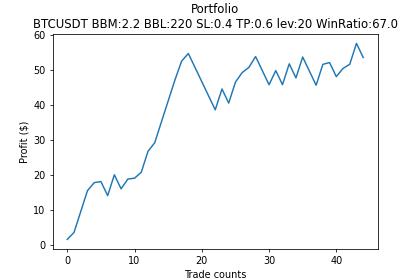 Portfolio
BTCUSDT BBM:2.2 BBL:220 SL:0.4 TP:0.6 lev:20 WinRatio:67.0
60
50
40
30
20
10
0
Profit ($)
0 10 20 30 40
Trade counts